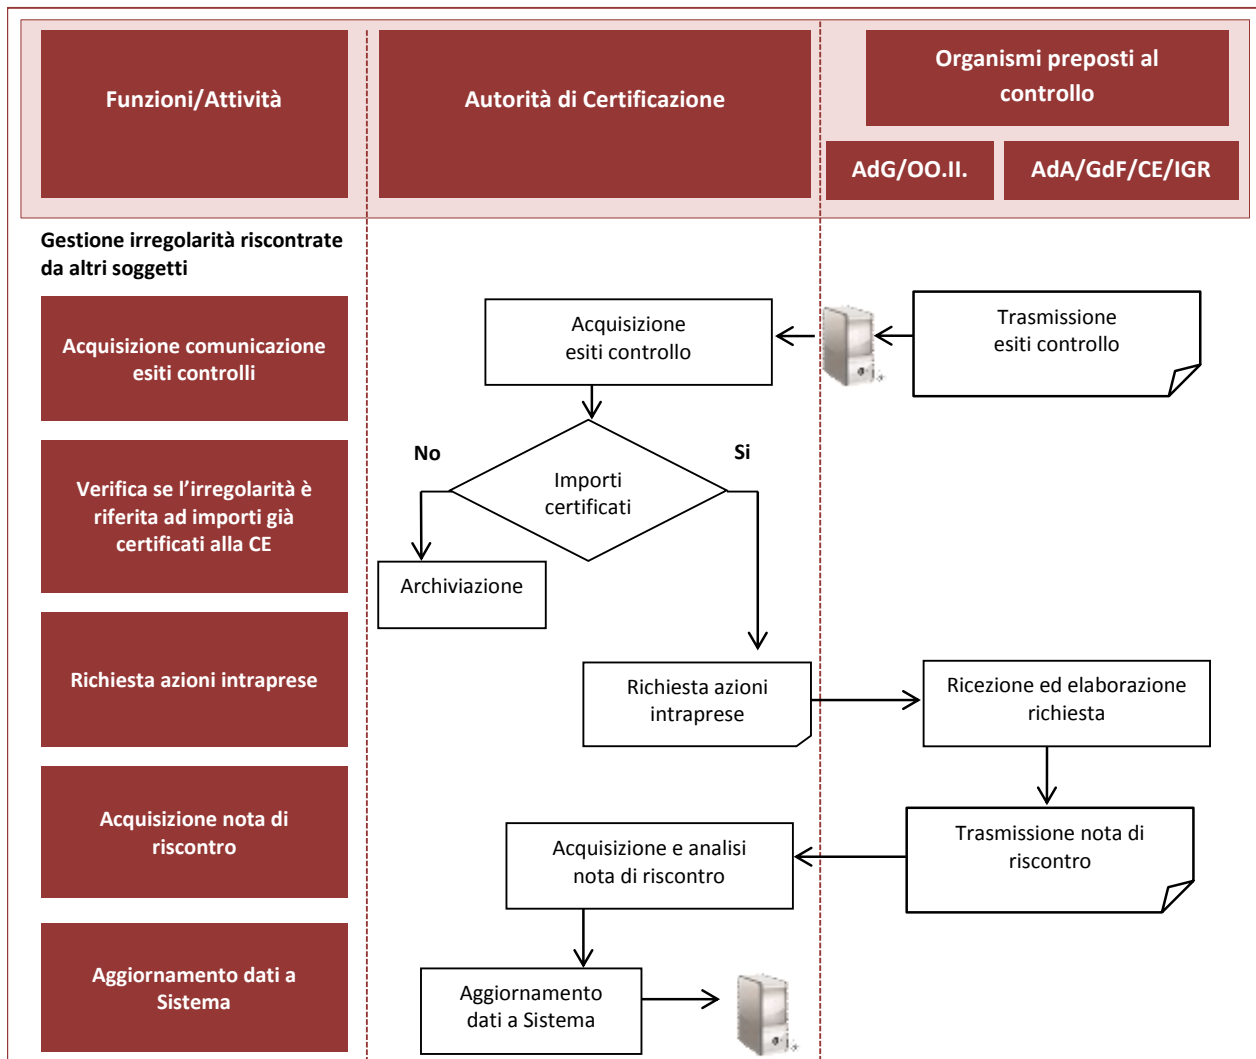 Funzioni/Attività
Autorità di Certificazione
Organismi preposti al
controllo
AdG/OO.II.
AdA/GdF/CE/IGR
Gestione irregolarità riscontrate
da altri soggetti
Acquisizione comunicazione
esiti controlli
Acquisizione
esiti controllo
Trasmissione
esiti controllo
Verifica se l’irregolarità è
riferita ad importi già
certificati alla CE
No
Si
Importi
certificati
Archiviazione
Richiesta azioni intraprese
Richiesta azioni
intraprese
Ricezione ed elaborazione
richiesta
Acquisizione nota di
riscontro
Acquisizione e analisi
nota di riscontro
Trasmissione nota di
riscontro
Aggiornamento dati a
Sistema
Aggiornamento
dati a Sistema